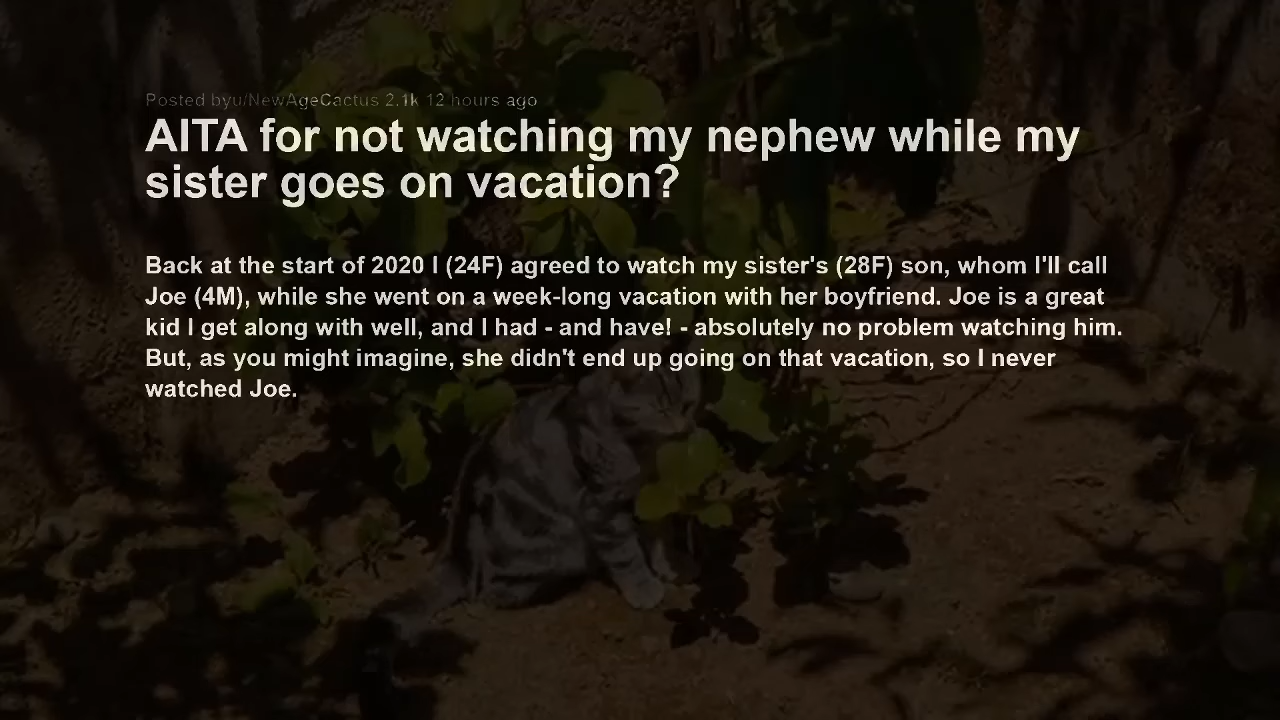 Posted byu/NewAgeCactus 2.1k 12 hours ago
AITA for not watching my nephew while my
sister goes on vacation?
Back at the start of 2020 I (24F) agreed to watch my sister's (28F) son, whom I'll call
Joe (4M), while she went on a week-long vacation with her boyfriend. Joe is a great
kid I get along with well, and I had - and have! - absolutely no problem watching him.
But, as you might imagine, she didn't end up going on that vacation, so I never
watched Joe.